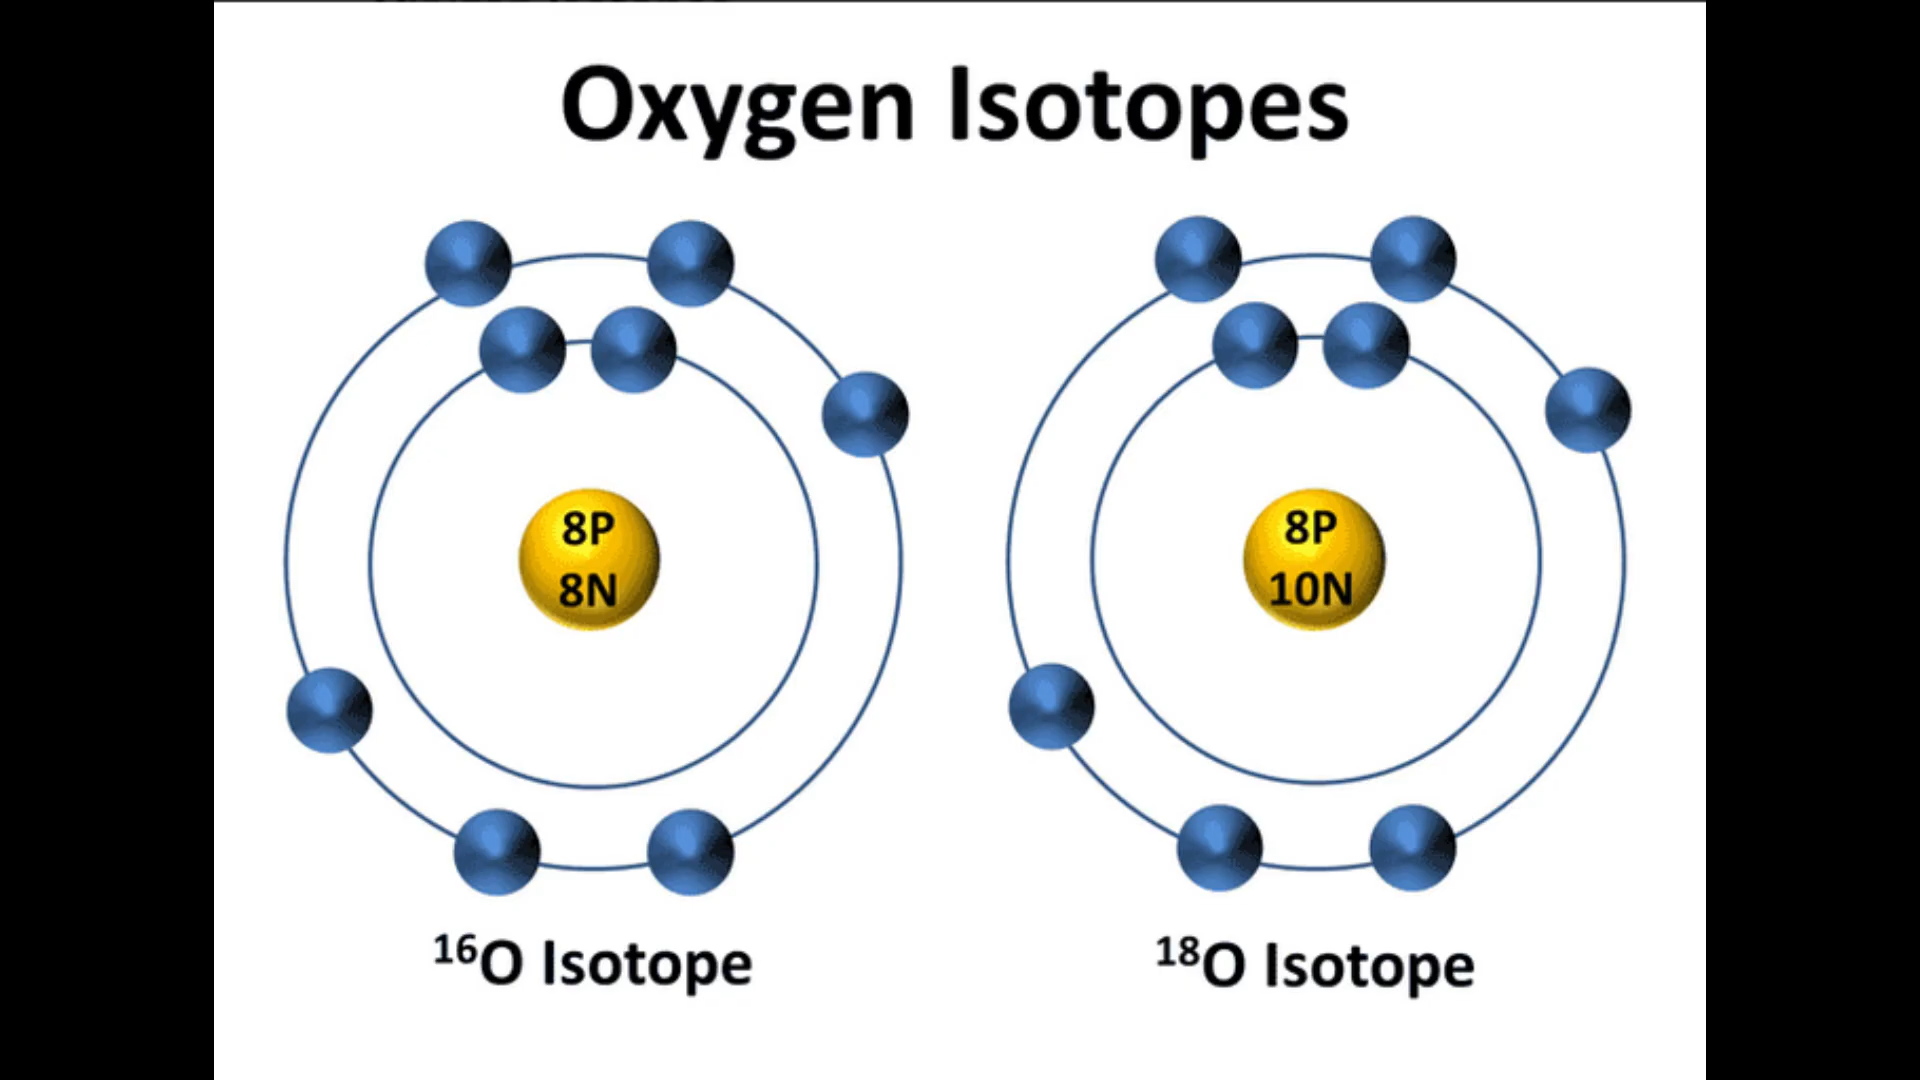 Oxygen Isotopes
8P
8N
8P
10N
¹⁶O Isotope
¹⁸O Isotope